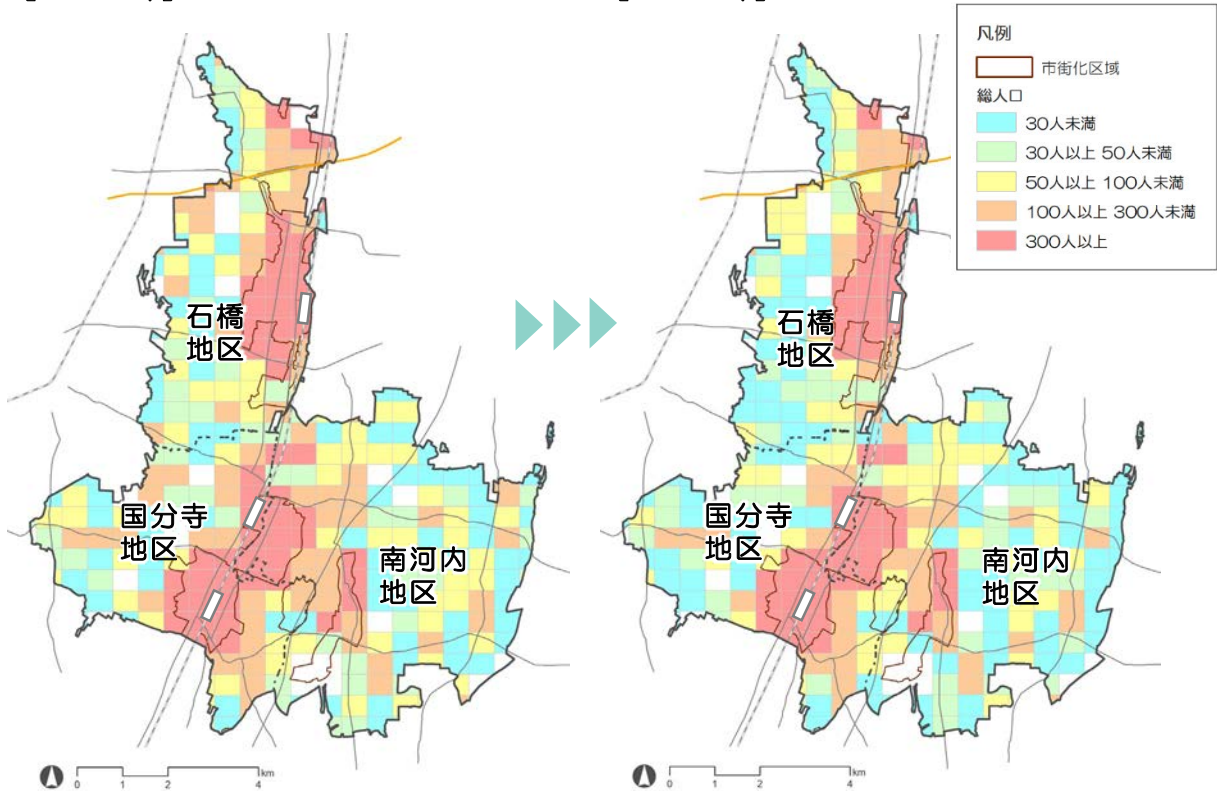 凡例
市街化区域
総人口
30人未満
30人以上 50人未満
50人以上 100人未満
100人以上 300人未満
300人以上
石橋
地区
国分寺
地区
南河内
地区
0 1 2 4 km
石橋
地区
国分寺
地区
南河内
地区
0 1 2 4 km